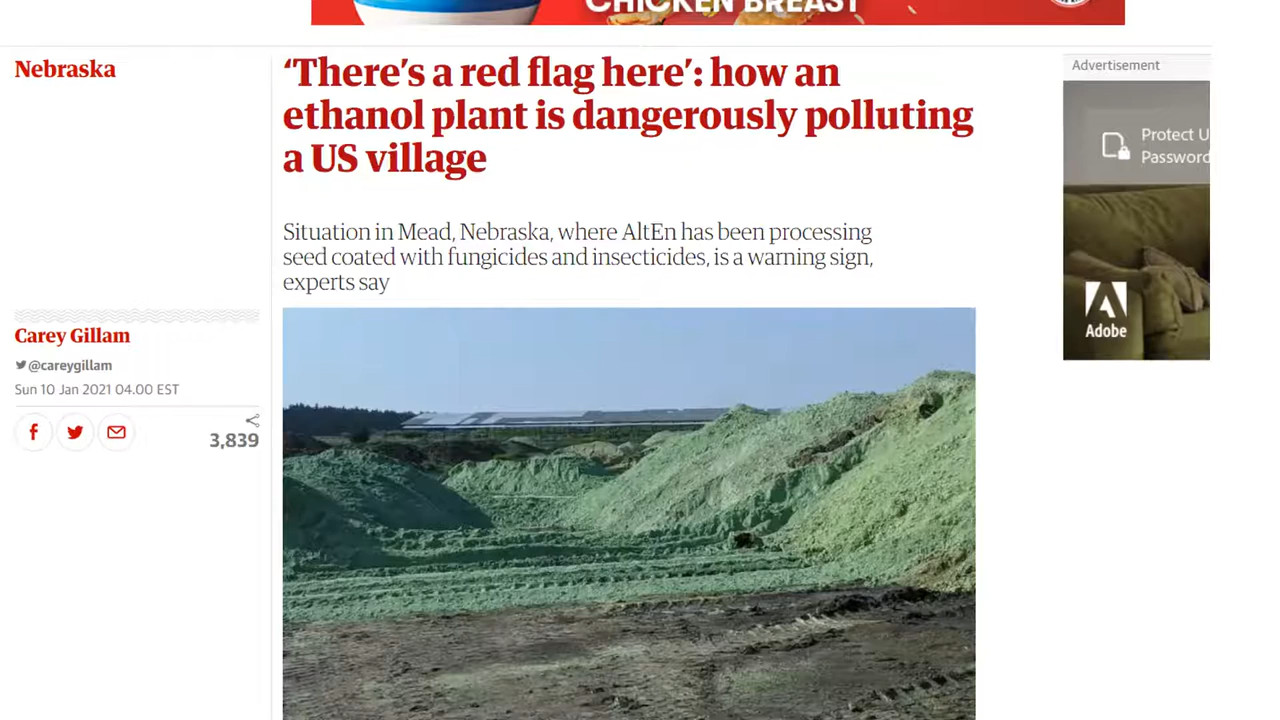 CHICKEN BREAST
Nebraska
‘There’s a red flag here’: how an
ethanol plant is dangerously polluting
a US village
Advertisement
Protect
Password
Adobe
Situation in Mead, Nebraska, where AltEn has been processing
seed coated with fungicides and insecticides, is a warning sign,
experts say
Carey Gillam
@careygillam
Sun 10 Jan 2021 04.00 EST
3,839